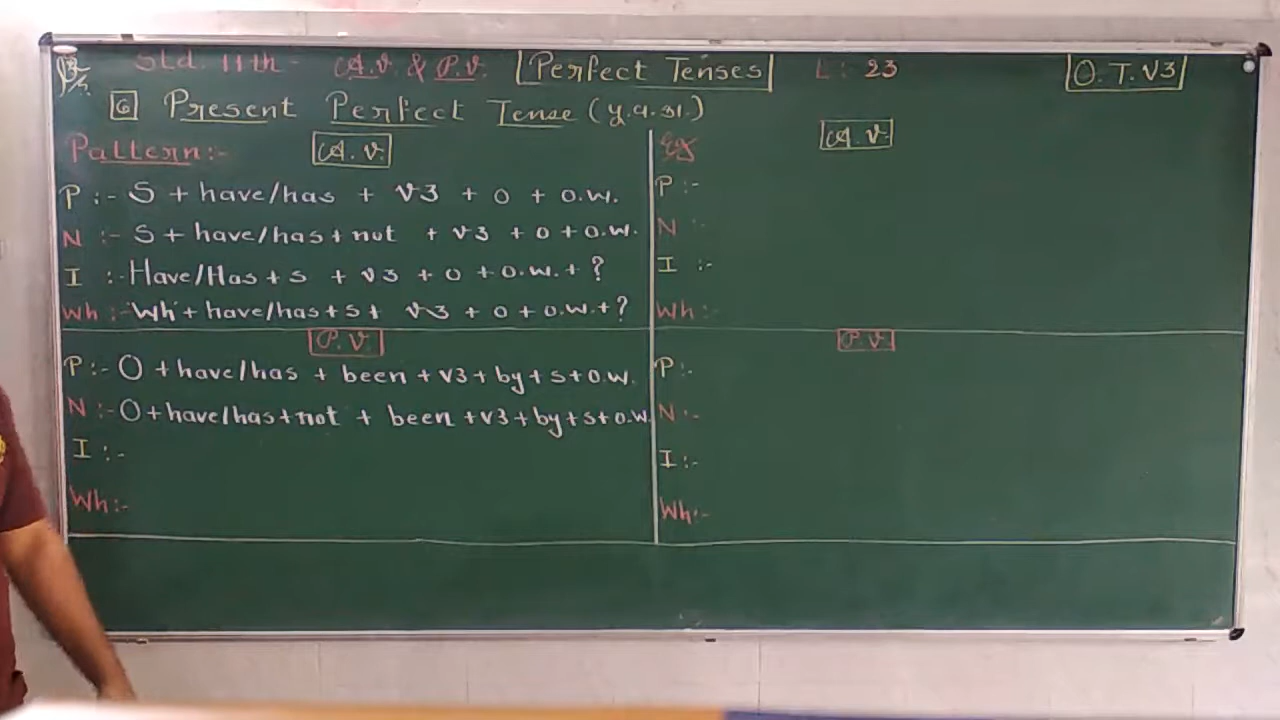 Std. 11th - A.V. & P.V. Perfect Tenses L: 23 O.T.V3
6 Present Perfect Tense (પૂ.વ.કા.)
Pattern:- A.V.
P :- S + have/has + V3 + O + O.W.
N :- S + have/has + not + V3 + O + O.W.
I :- Have/Has + S + V3 + O + O.W. + ?
Wh :- Wh + have/has + S + V3 + O + O.W. + ?
P.V.
P :- O + have/has + been + V3 + by + S + O.W.
N :- O + have/has + not + been + V3 + by + S + O.W.
I :-
Wh :-
Ex A.V.
P :-
N :-
I :-
Wh :-
P.V.
P :-
N :-
I :-
Wh :-